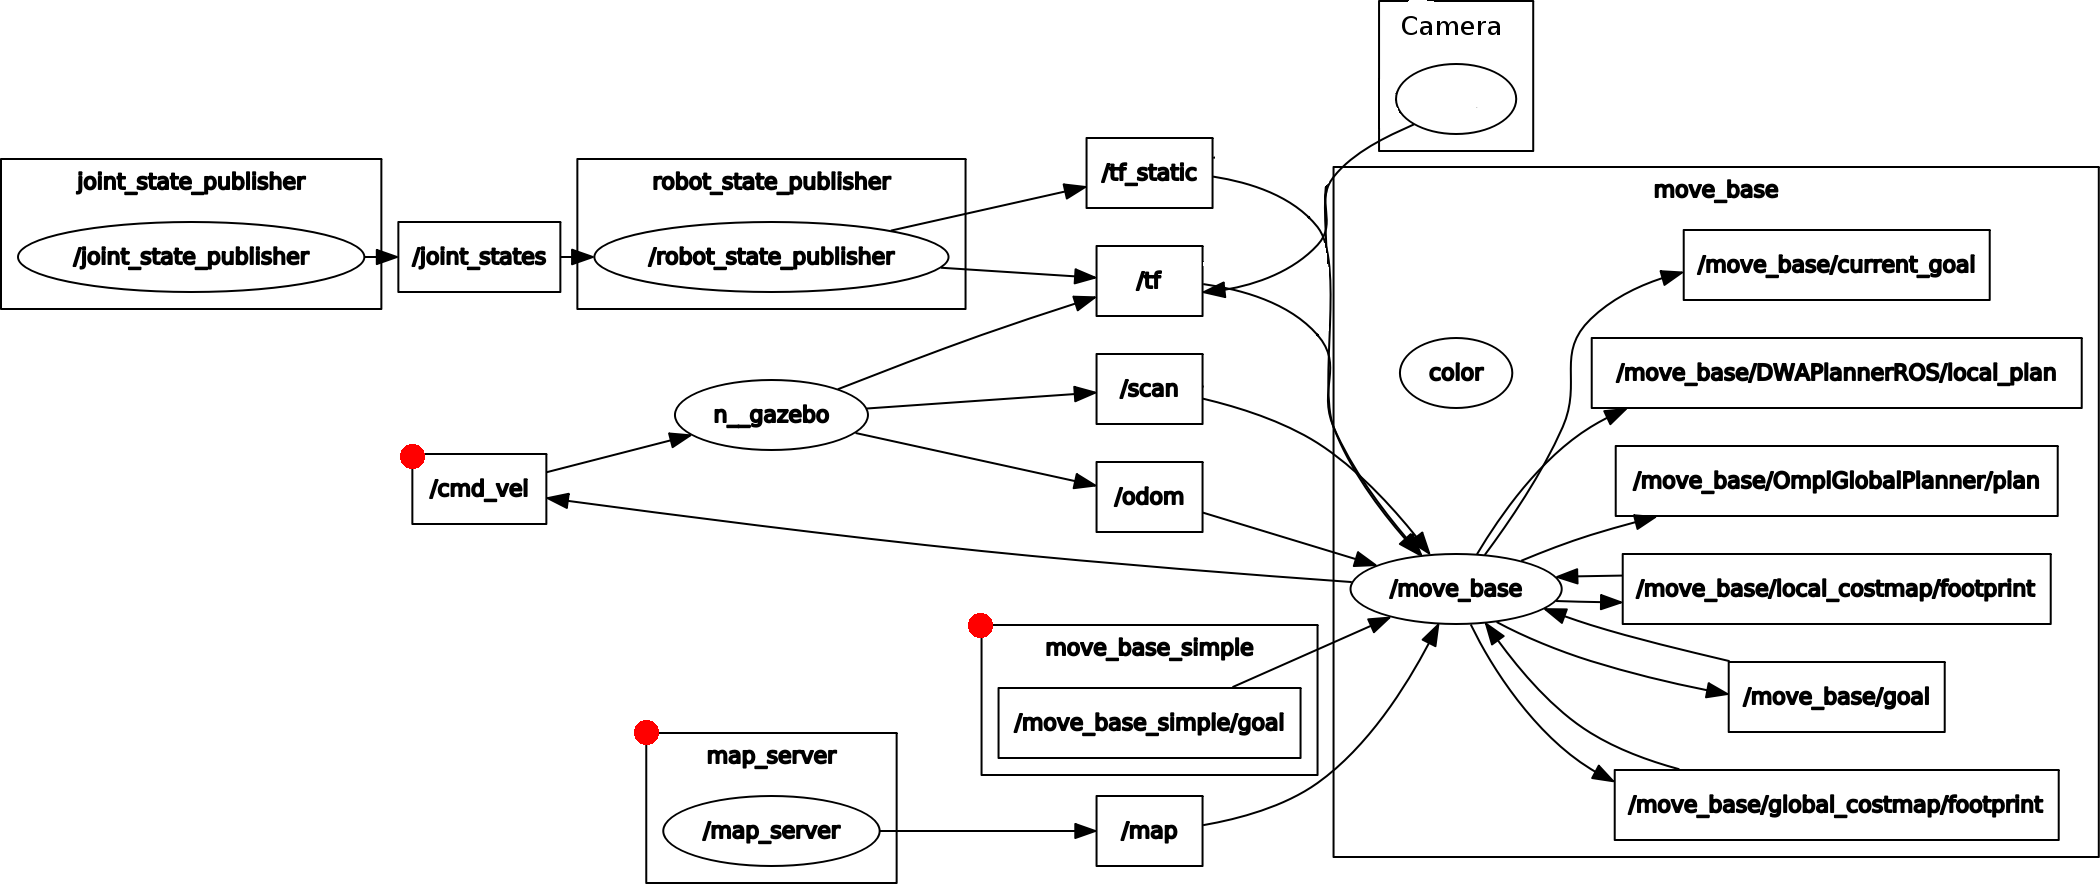 Camera
joint_state_publisher
/joint_state_publisher
/joint_states
robot_state_publisher
/robot_state_publisher
/tf_static
/tf
/scan
/odom
n__gazebo
/cmd_vel
move_base_simple
/move_base_simple/goal
map_server
/map_server
/map
move_base
color
/move_base
/move_base/current_goal
/move_base/DWAPlannerROS/local_plan
/move_base/OmplGlobalPlanner/plan
/move_base/local_costmap/footprint
/move_base/goal
/move_base/global_costmap/footprint